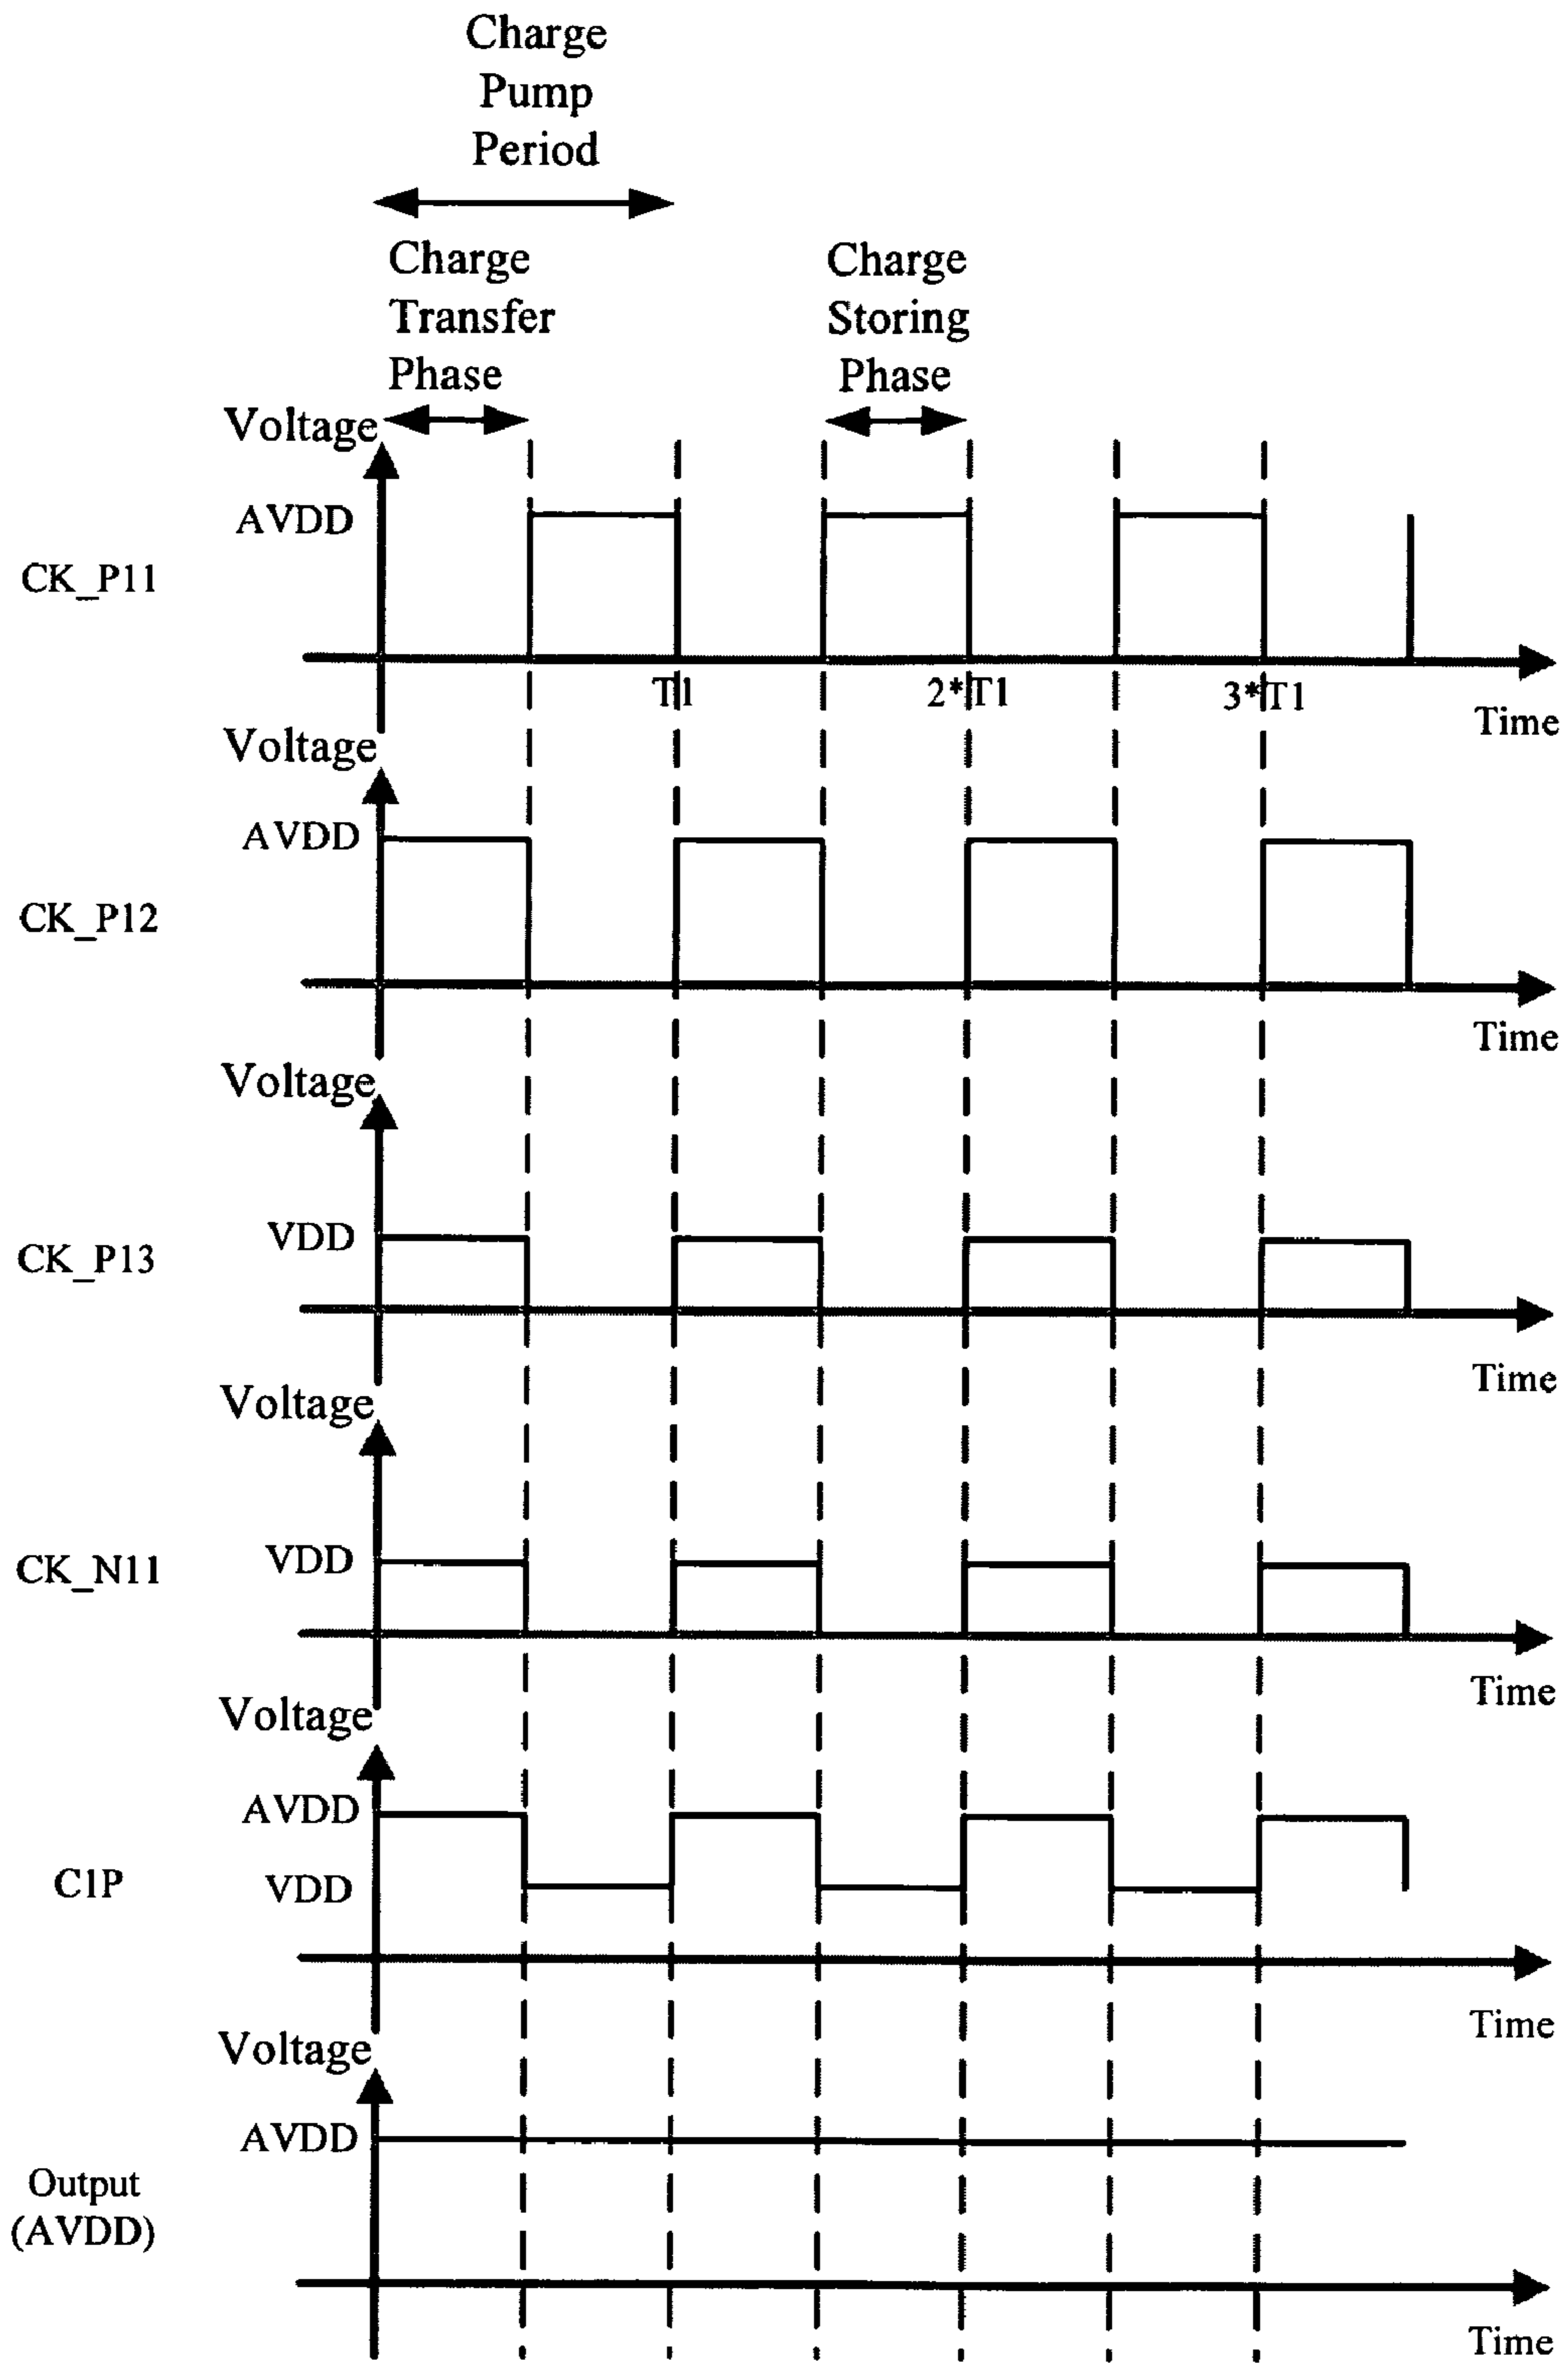 Charge
Pump
Period
Charge
Transfer
Phase
Charge
Storing
Phase
Voltage
AVDD
CK_P11
T1
2*T1
3*T1
Time
Voltage
AVDD
CK_P12
Time
Voltage
VDD
CK_P13
Time
Voltage
VDD
CK_N11
Time
Voltage
AVDD
C1P
VDD
Time
Voltage
AVDD
Output
(AVDD)
Time